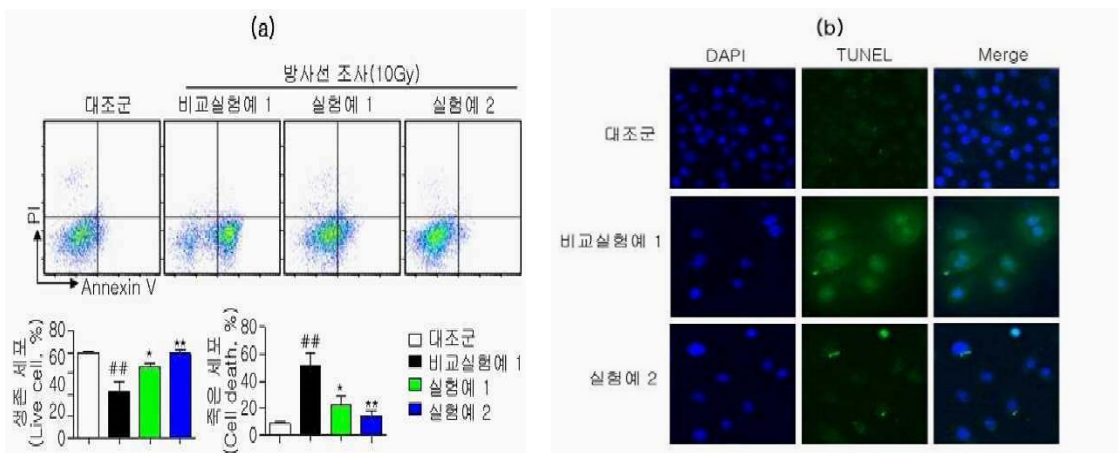 (a)
방사선 조사(10Gy)
대조군 비교실험예 1 실험예 1 실험예 2
PI
Annexin V
생존 세포
(Live cell, %)
80
60
40
20
0
## * **
죽은 세포
(Cell death, %)
80
60
40
20
0
## * **
대조군
비교실험예 1
실험예 1
실험예 2
(b)
DAPI TUNEL Merge
대조군
비교실험예 1
실험예 2